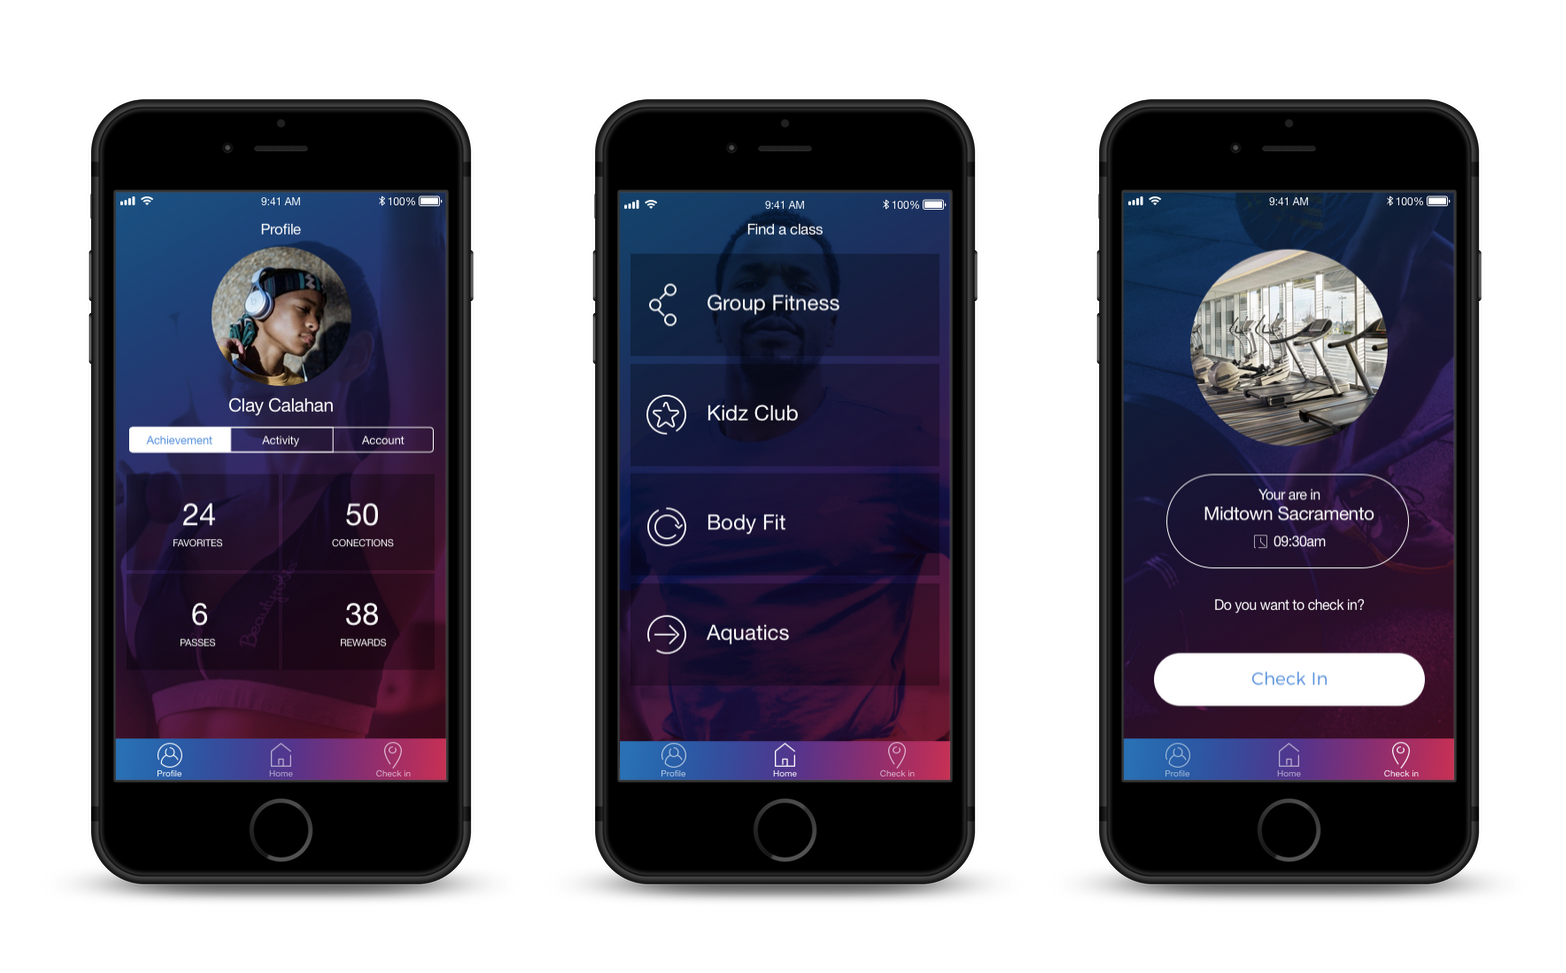 9:41 AM
100%
Profile
Clay Calahan
Achievement
Activity
Account
24
FAVORITES
50
CONECTIONS
6
PASSES
38
REWARDS
Beautyofoks
Profile
Home
Check in
9:41 AM
100%
Find a class
Group Fitness
Kidz Club
Body Fit
Aquatics
Profile
Home
Check in
9:41 AM
100%
Your are in
Midtown Sacramento
09:30am
Do you want to check in?
Check In
Profile
Home
Check in